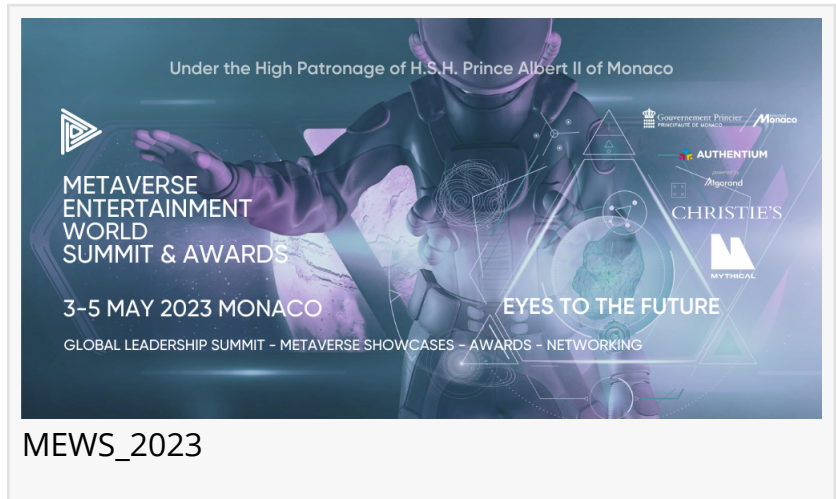 Under the High Patronage of H.S.H. Prince Albert II of Monaco
Gouvernement Princier
PRINCIPAUTÉ DE MONACO
Monaco
AUTHENTIUM
powered by
Algorand
CHRISTIE'S
MYTHICAL
METAVERSE
ENTERTAINMENT
WORLD
SUMMIT & AWARDS
3-5 MAY 2023 MONACO
EYES TO THE FUTURE
GLOBAL LEADERSHIP SUMMIT - METAVERSE SHOWCASES - AWARDS - NETWORKING
MEWS_2023